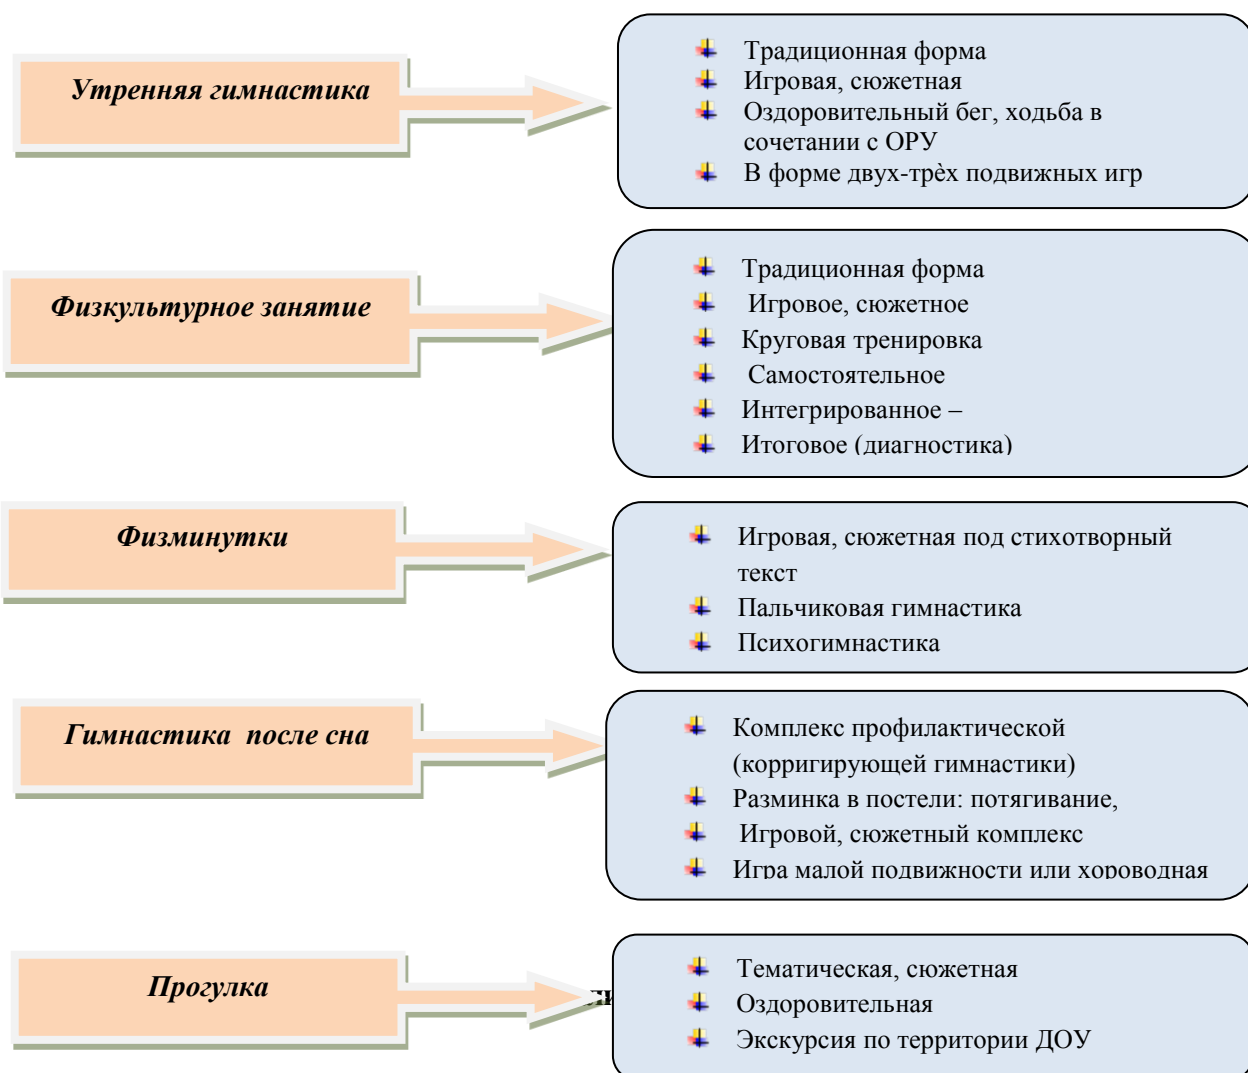 Утренняя гимнастика
Традиционная форма
Игровая, сюжетная
Оздоровительный бег, ходьба в
сочетании с ОРУ
В форме двух-трѐх подвижных игр
Физкультурное занятие
Традиционная форма
Игровое, сюжетное
Круговая тренировка
Самостоятельное
Интегрированное –
Итоговое (диагностика)
Физминутки
Игровая, сюжетная под стихотворный
текст
Пальчиковая гимнастика
Психогимнастика
Гимнастика после сна
Комплекс профилактической
(корригирующей гимнастики)
Разминка в постели: потягивание,
Игровой, сюжетный комплекс
Игра малой подвижности или хороводная
Прогулка
Тематическая, сюжетная
Оздоровительная
Экскурсия по территории ДОУ